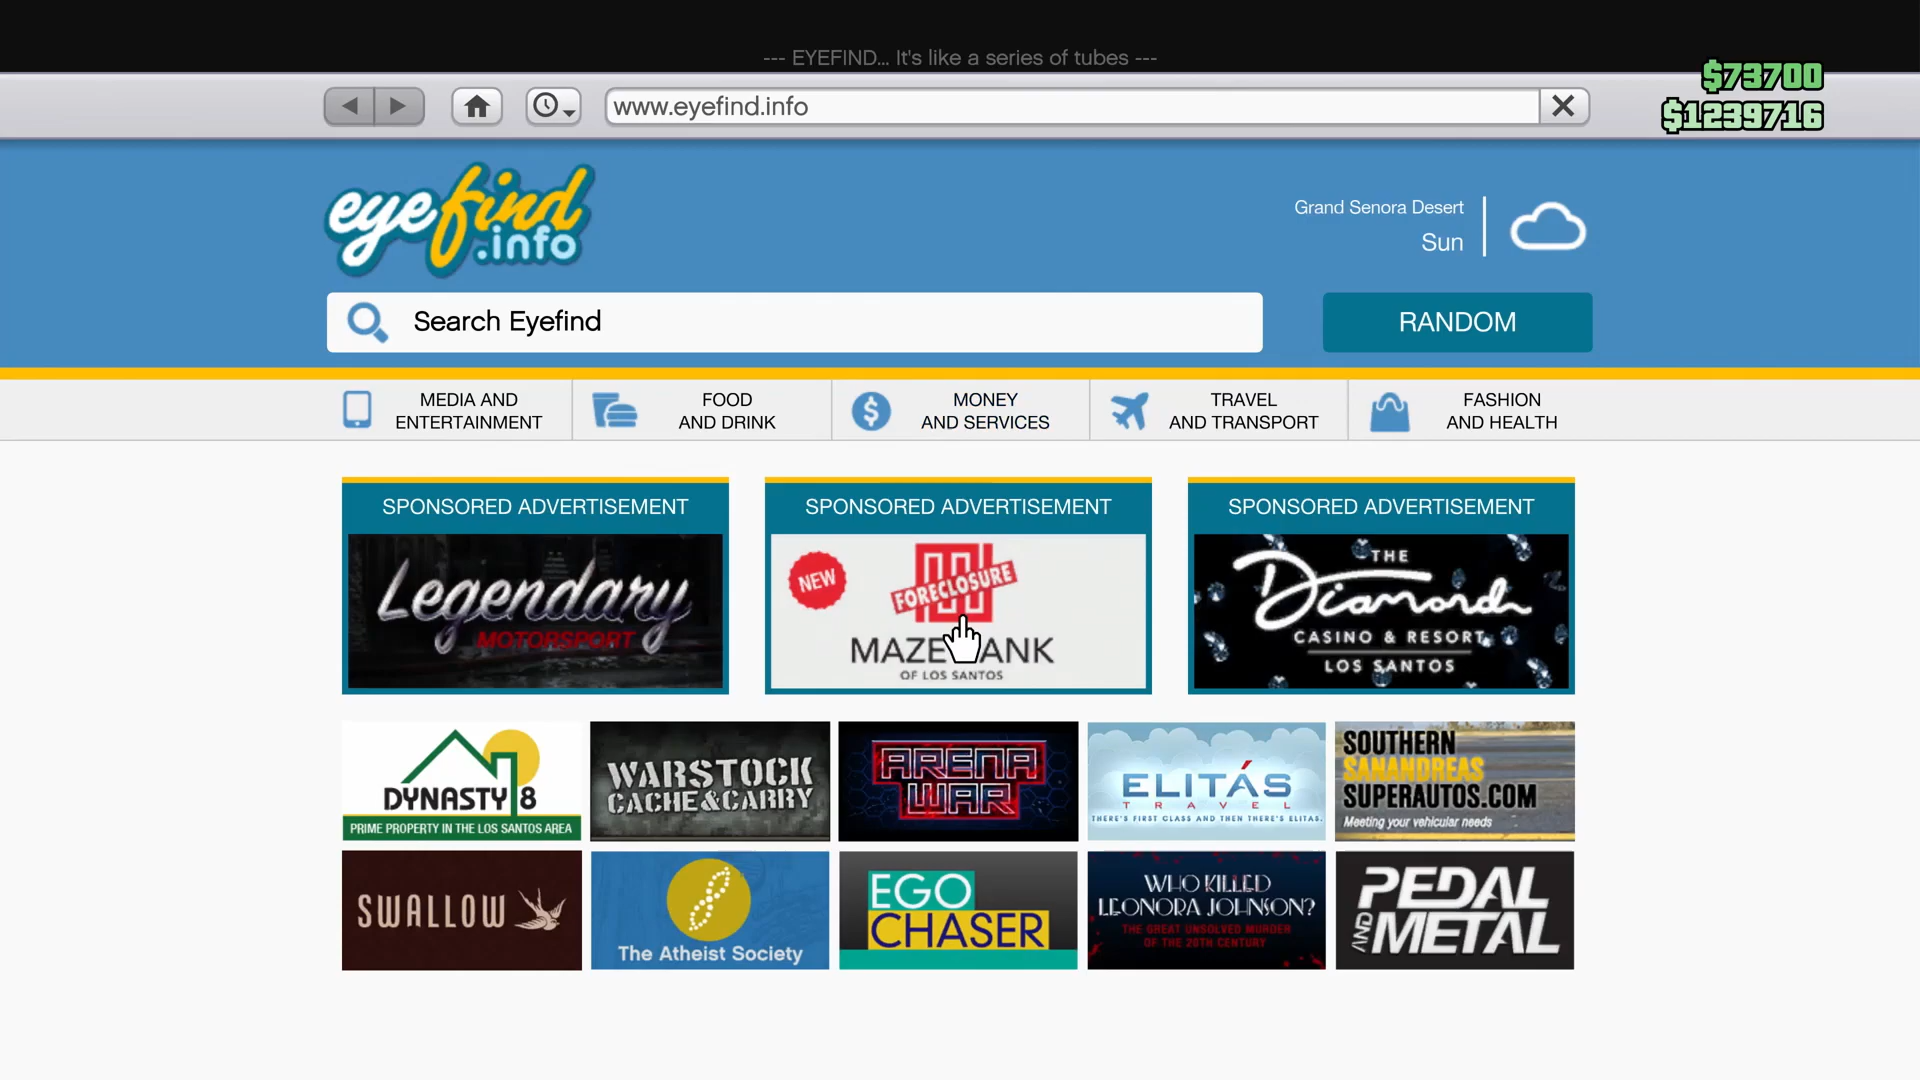 --- EYEFIND... It's like a series of tubes ---
$73700
www.eyefind.info
$1239716
eyefind
.info
Grand Senora Desert
Sun
Search Eyefind
RANDOM
MEDIA AND
ENTERTAINMENT
FOOD
AND DRINK
MONEY
AND SERVICES
TRAVEL
AND TRANSPORT
FASHION
AND HEALTH
SPONSORED ADVERTISEMENT
Legendary
MOTORSPORT
SPONSORED ADVERTISEMENT
NEW
FORECLOSURE
MAZE BANK
OF LOS SANTOS
SPONSORED ADVERTISEMENT
THE
Diamond
CASINO & RESORT
LOS SANTOS
DYNASTY 8
PRIME PROPERTY IN THE LOS SANTOS AREA
WARSTOCK
CACHE&CARRY
ARENA
WAR
ELITÁS
TRAVEL
THERE'S FIRST CLASS AND THEN THERE'S ELITAS.
SOUTHERN
SANANDREAS
SUPERAUTOS.COM
Meeting your vehicular needs
SWALLOW
The Atheist Society
EGO
CHASER
WHO KILLED
LEONORA JOHNSON?
THE GREAT UNSOLVED MURDER
OF THE 20TH CENTURY
PEDAL
AND METAL